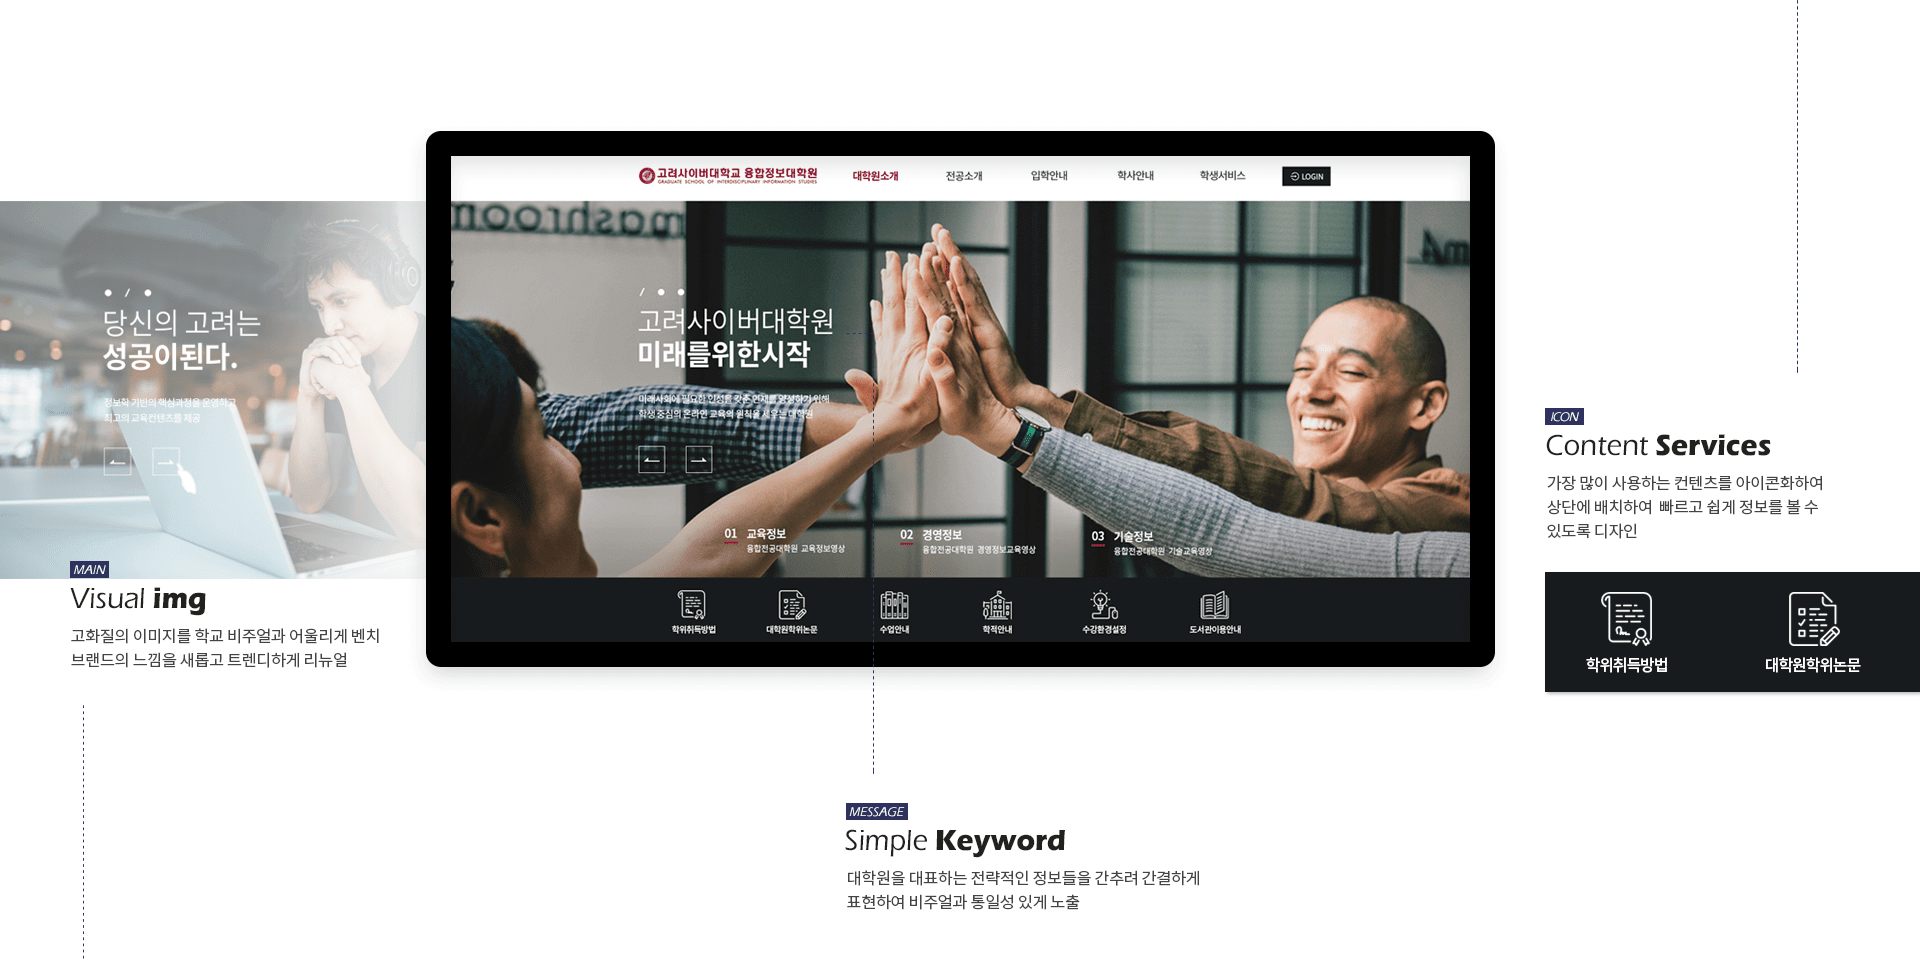 고려사이버대학교 융합정보대학원
GRADUATE SCHOOL OF INTERDISCIPLINARY INFORMATION STUDIES
대학원소개
전공소개
입학안내
학사안내
학생서비스
LOGIN
mashroom
당신의 고려는
성공이된다.
정보화 기반의 핵심과정을 운영하고
최고의 교육컨텐츠를 제공
고려사이버대학원
미래를위한시작
미래사회에 필요한 인성을 갖춘 인재를 양성하기 위해
학생 중심의 온라인 교육의 원칙을 세우는 대학원
01 교육정보
융합전공대학원 교육정보영상
02 경영정보
융합전공대학원 경영정보교육영상
03 기술정보
융합전공대학원 기술교육영상
학위취득방법
대학원학위논문
수업안내
학적안내
수강환경설정
도서관이용안내
MAIN
Visual img
고화질의 이미지를 학교 비주얼과 어울리게 벤치
브랜드의 느낌을 새롭고 트렌디하게 리뉴얼
ICON
Content Services
가장 많이 사용하는 컨텐츠를 아이콘화하여
상단에 배치하여 빠르고 쉽게 정보를 볼 수
있도록 디자인
학위취득방법
대학원학위논문
MESSAGE
Simple Keyword
대학원을 대표하는 전략적인 정보들을 간추려 간결하게
표현하여 비주얼과 통일성 있게 노출